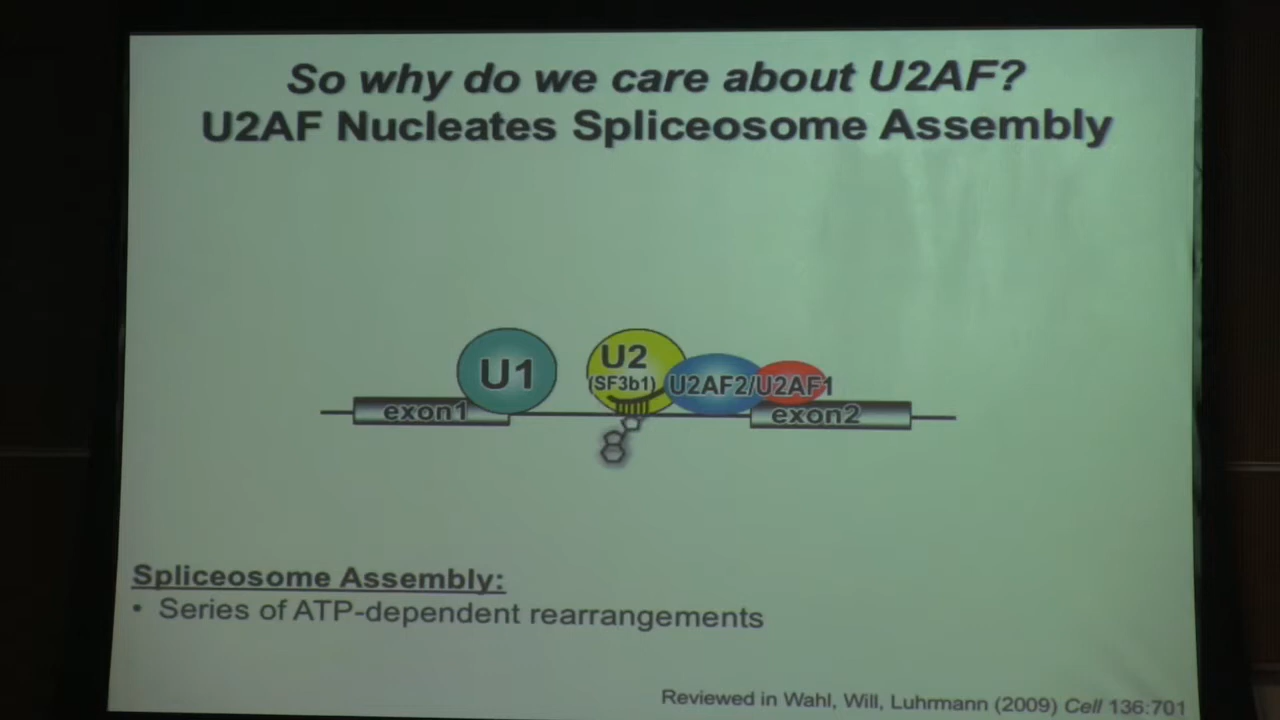 So why do we care about U2AF?
U2AF Nucleates Spliceosome Assembly
U1
U2
(SF3b1)
U2AF2/U2AF1
exon1
exon2
Spliceosome Assembly:
• Series of ATP-dependent rearrangements
Reviewed in Wahl, Will, Luhrmann (2009) Cell 136:701